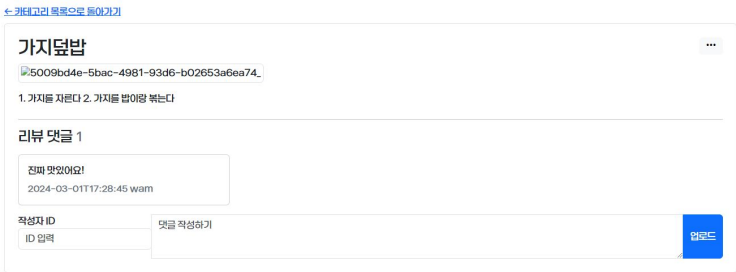 ← 카테고리 목록으로 돌아가기
가지덮밥
...
5009bd4e-5bac-4981-93d6-b02653a6ea74_
1. 가지를 자른다 2. 가지를 밥이랑 볶는다
리뷰 댓글 1
진짜 맛있어요!
2024-03-01T17:28:45 wam
작성자 ID
ID 입력
댓글 작성하기
업로드